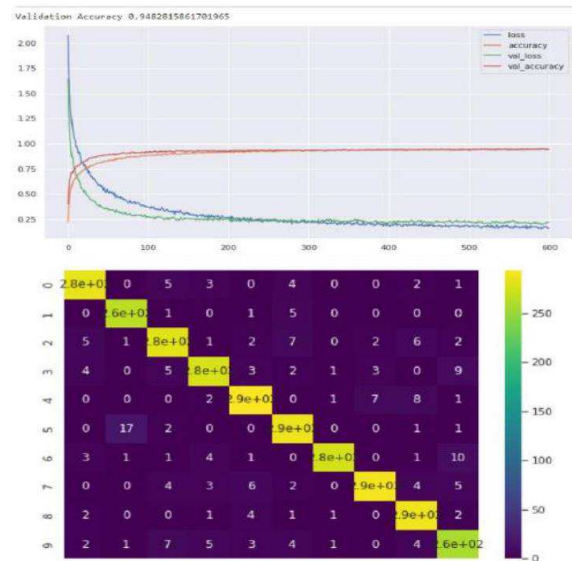 Validation Accuracy 0.9482815861701965
loss
accuracy
val_loss
val_accuracy
2.00
1.75
1.50
1.25
1.00
0.75
0.50
0.25
0 100 200 300 400 500 600
0 2.8e+02 0 5 3 0 4 0 0 2 1
1 0 2.6e+02 1 0 1 5 0 0 0 0
2 5 1 2.8e+02 1 2 7 0 2 6 2
3 4 0 5 2.8e+02 3 2 1 3 0 9
4 0 0 0 2 2.9e+02 0 1 7 8 1
5 0 17 2 0 0 2.9e+02 0 0 1 1
6 3 1 1 4 1 0 2.8e+02 0 1 10
7 0 0 4 3 6 2 0 2.9e+02 4 5
8 2 0 0 1 4 1 1 0 2.9e+02 2
9 2 1 7 5 3 4 1 0 4 2.6e+02
250
200
150
100
50
0